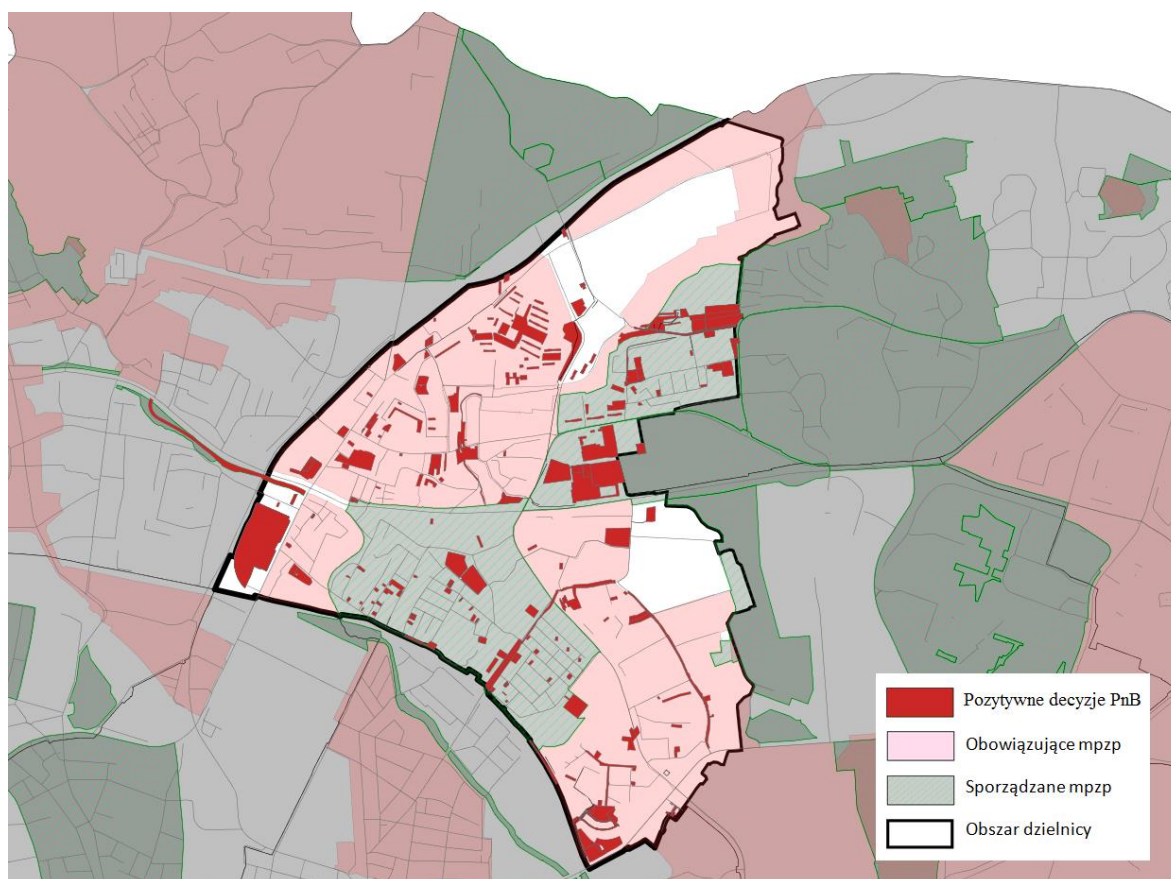 Pozytywne decyzje PnB
Obowiązujące mpzp
Sporządzane mpzp
Obszar dzielnicy